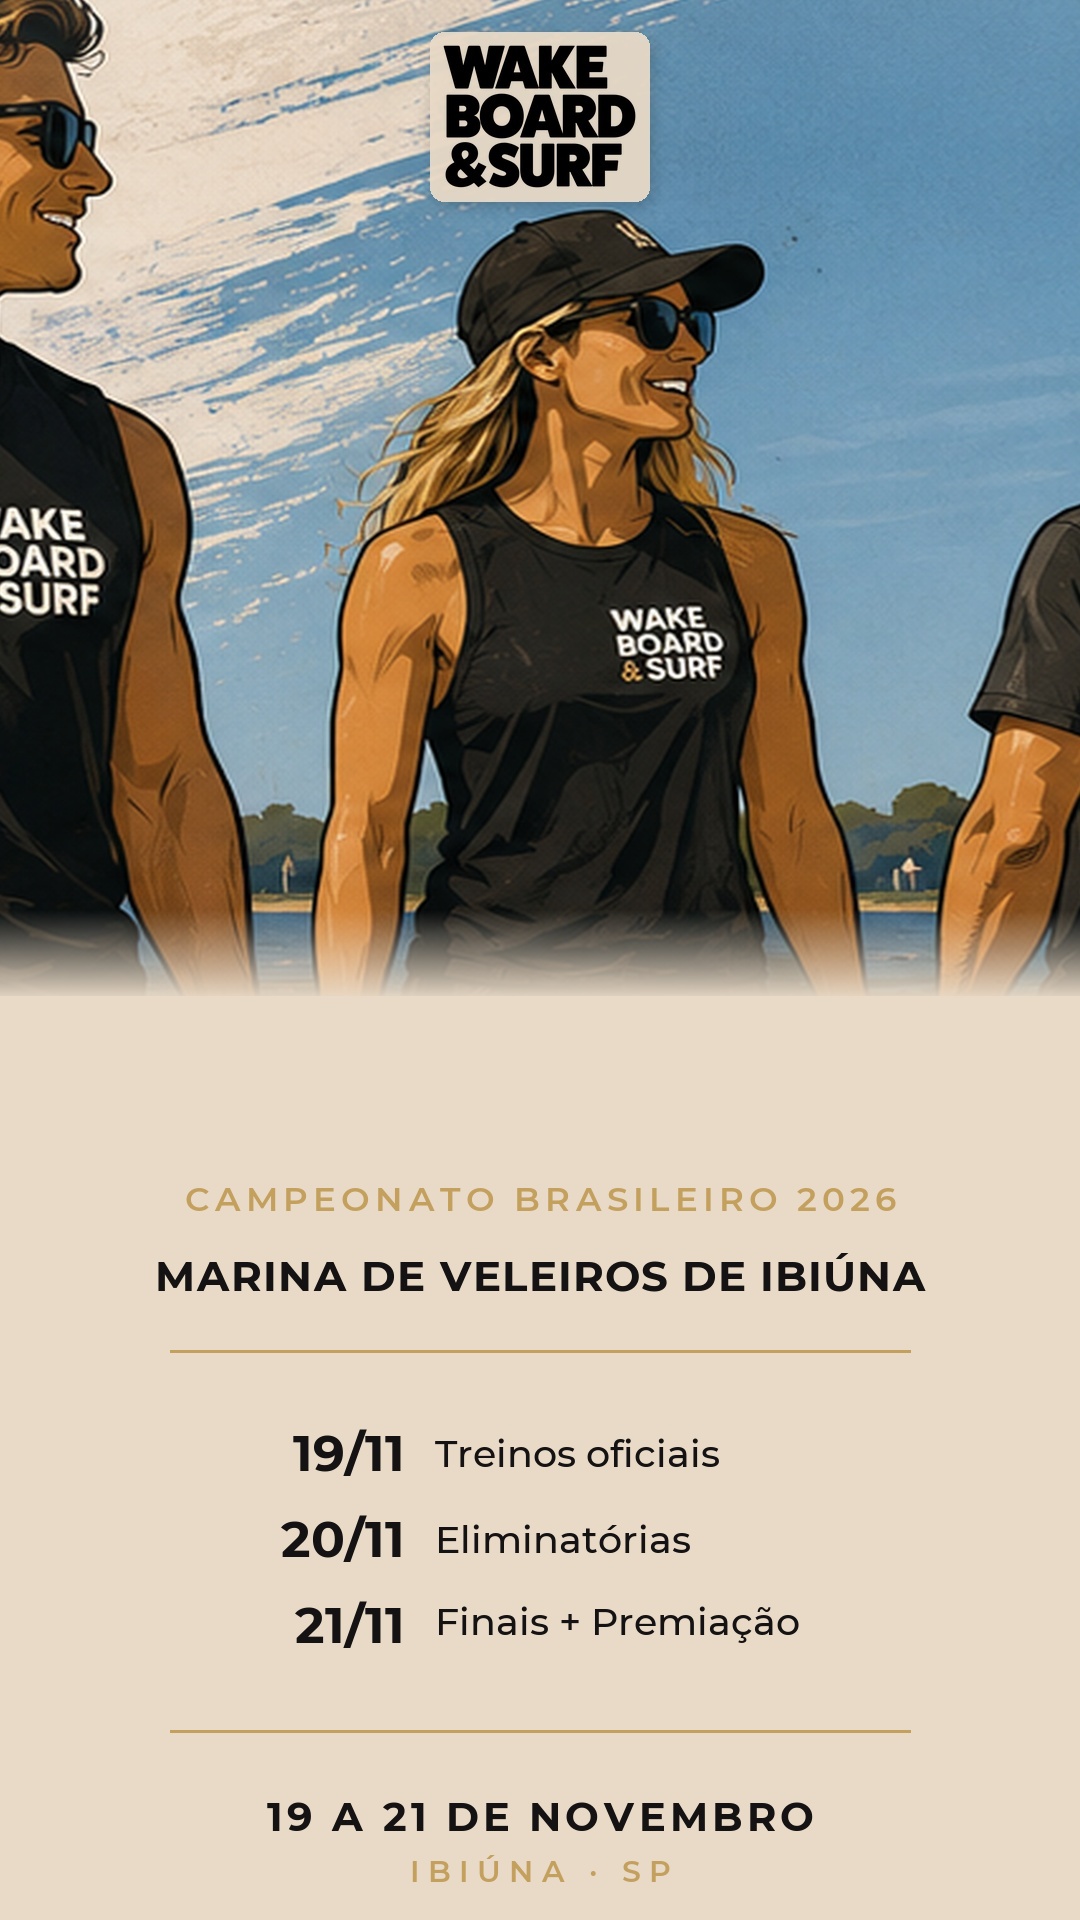 WAKE
BOARD
&SURF
AKE
OARD
SURF
WAKE
BOARD
& SURF
CAMPEONATO BRASILEIRO 2026
MARINA DE VELEIROS DE IBIÚNA
19/11 Treinos oficiais
20/11 Eliminatórias
21/11 Finais + Premiação
19 A 21 DE NOVEMBRO
IBIÚNA · SP